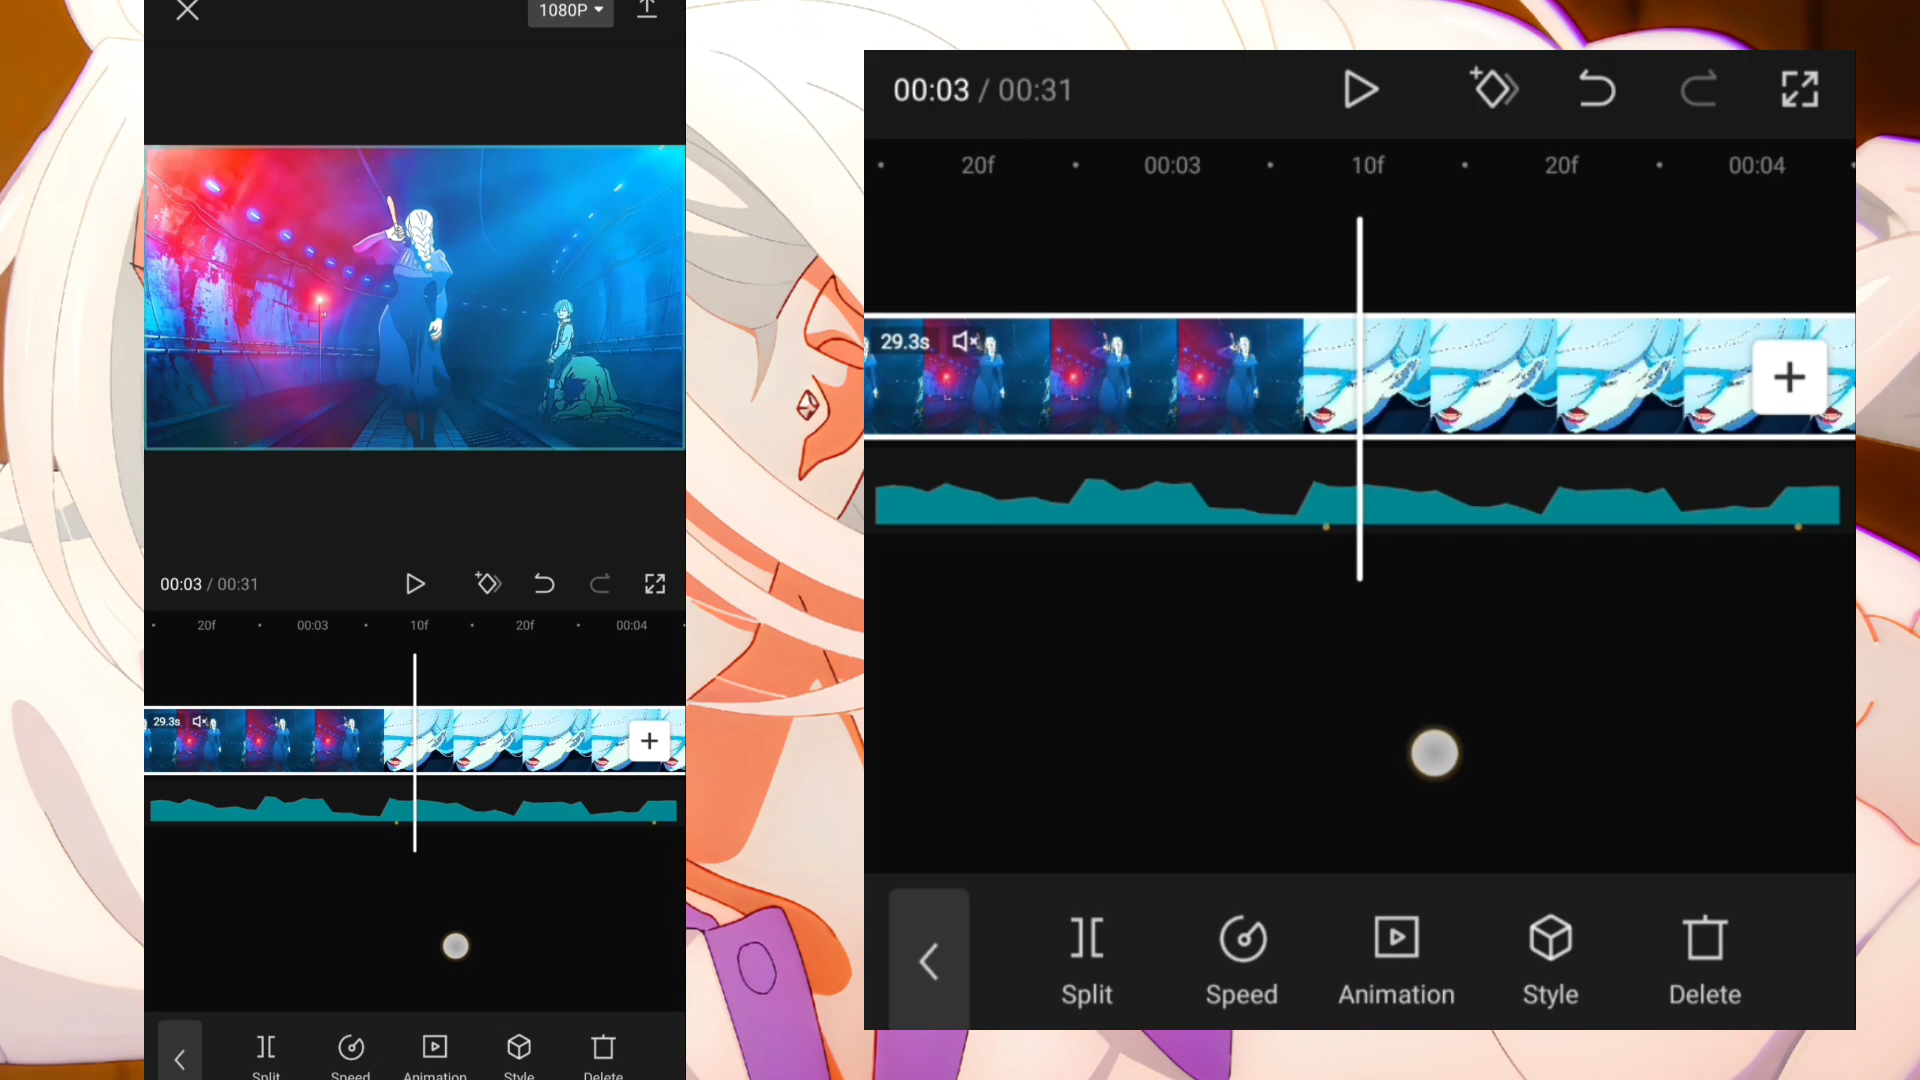 1080P
00:03 / 00:31
20f 00:03 10f 20f 00:04
29.3s
Split Speed Animation Style Delete
00:03 / 00:31
20f 00:03 10f 20f 00:04
29.3s
Split Speed Animation Style Delete